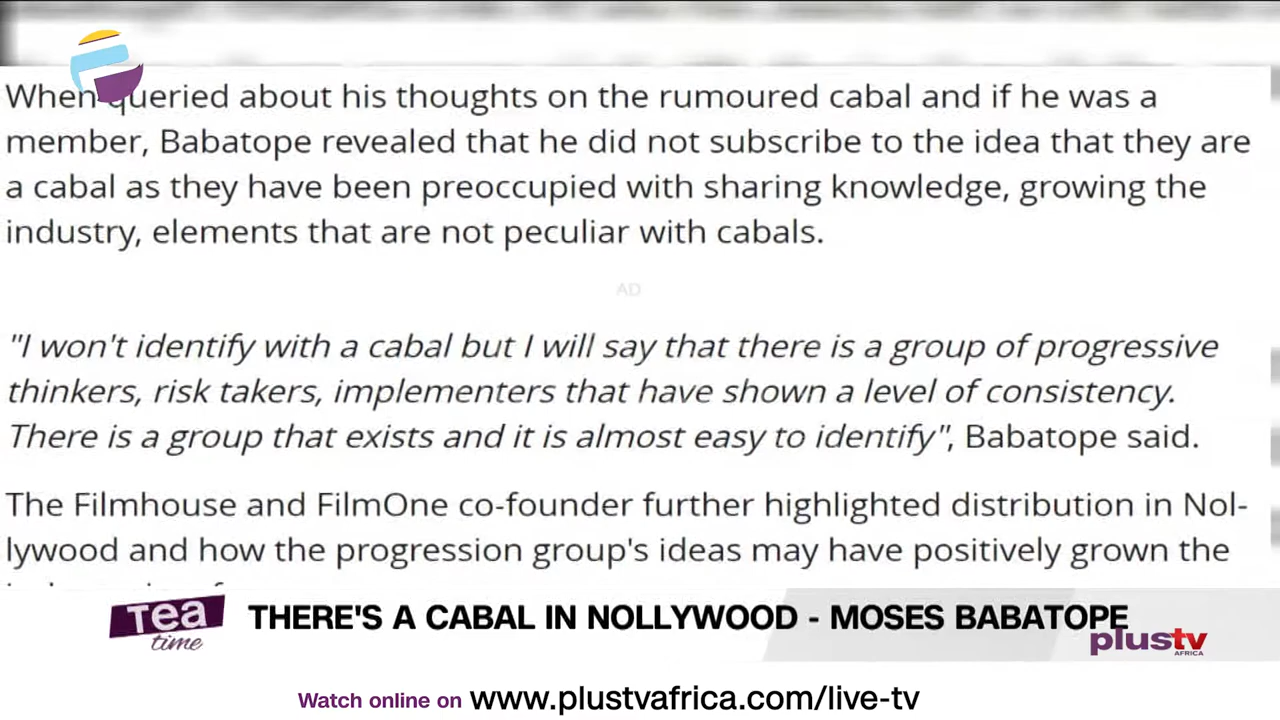 When queried about his thoughts on the rumoured cabal and if he was a
member, Babatope revealed that he did not subscribe to the idea that they are
a cabal as they have been preoccupied with sharing knowledge, growing the
industry, elements that are not peculiar with cabals.
AD
"I won't identify with a cabal but I will say that there is a group of progressive
thinkers, risk takers, implementers that have shown a level of consistency.
There is a group that exists and it is almost easy to identify", Babatope said.
The Filmhouse and FilmOne co-founder further highlighted distribution in Nol-
lywood and how the progression group's ideas may have positively grown the
Tea
time
THERE'S A CABAL IN NOLLYWOOD - MOSES BABATOPE
plustv
AFRICA
Watch online on www.plustvafrica.com/live-tv